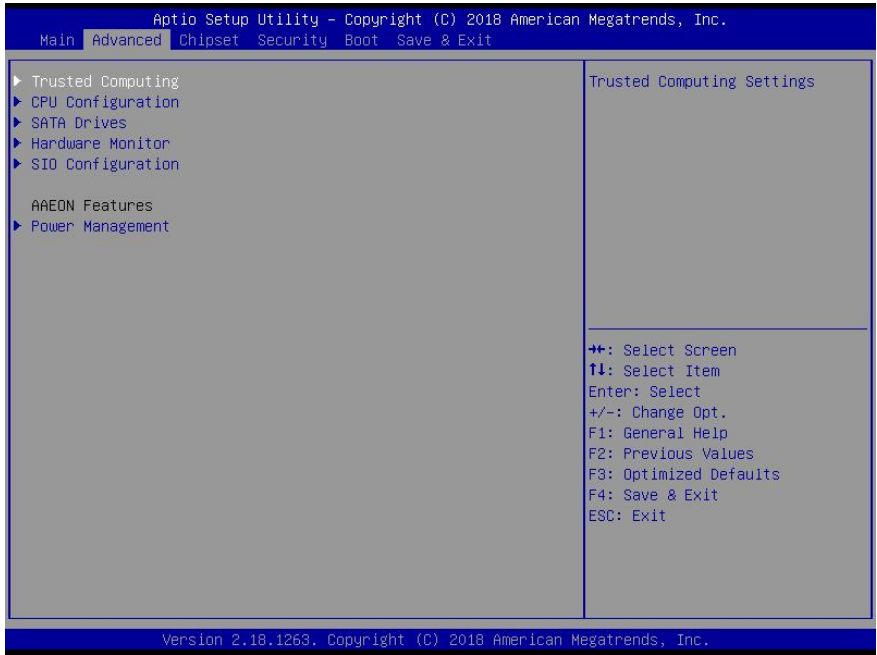 Aptio Setup Utility – Copyright (C) 2018 American Megatrends, Inc.
Main Advanced Chipset Security Boot Save & Exit
▶ Trusted Computing
▶ CPU Configuration
▶ SATA Drives
▶ Hardware Monitor
▶ SIO Configuration
AAEON Features
▶ Power Management
Trusted Computing Settings
→←: Select Screen
↑↓: Select Item
Enter: Select
+/-: Change Opt.
F1: General Help
F2: Previous Values
F3: Optimized Defaults
F4: Save & Exit
ESC: Exit
Version 2.18.1263. Copyright (C) 2018 American Megatrends, Inc.